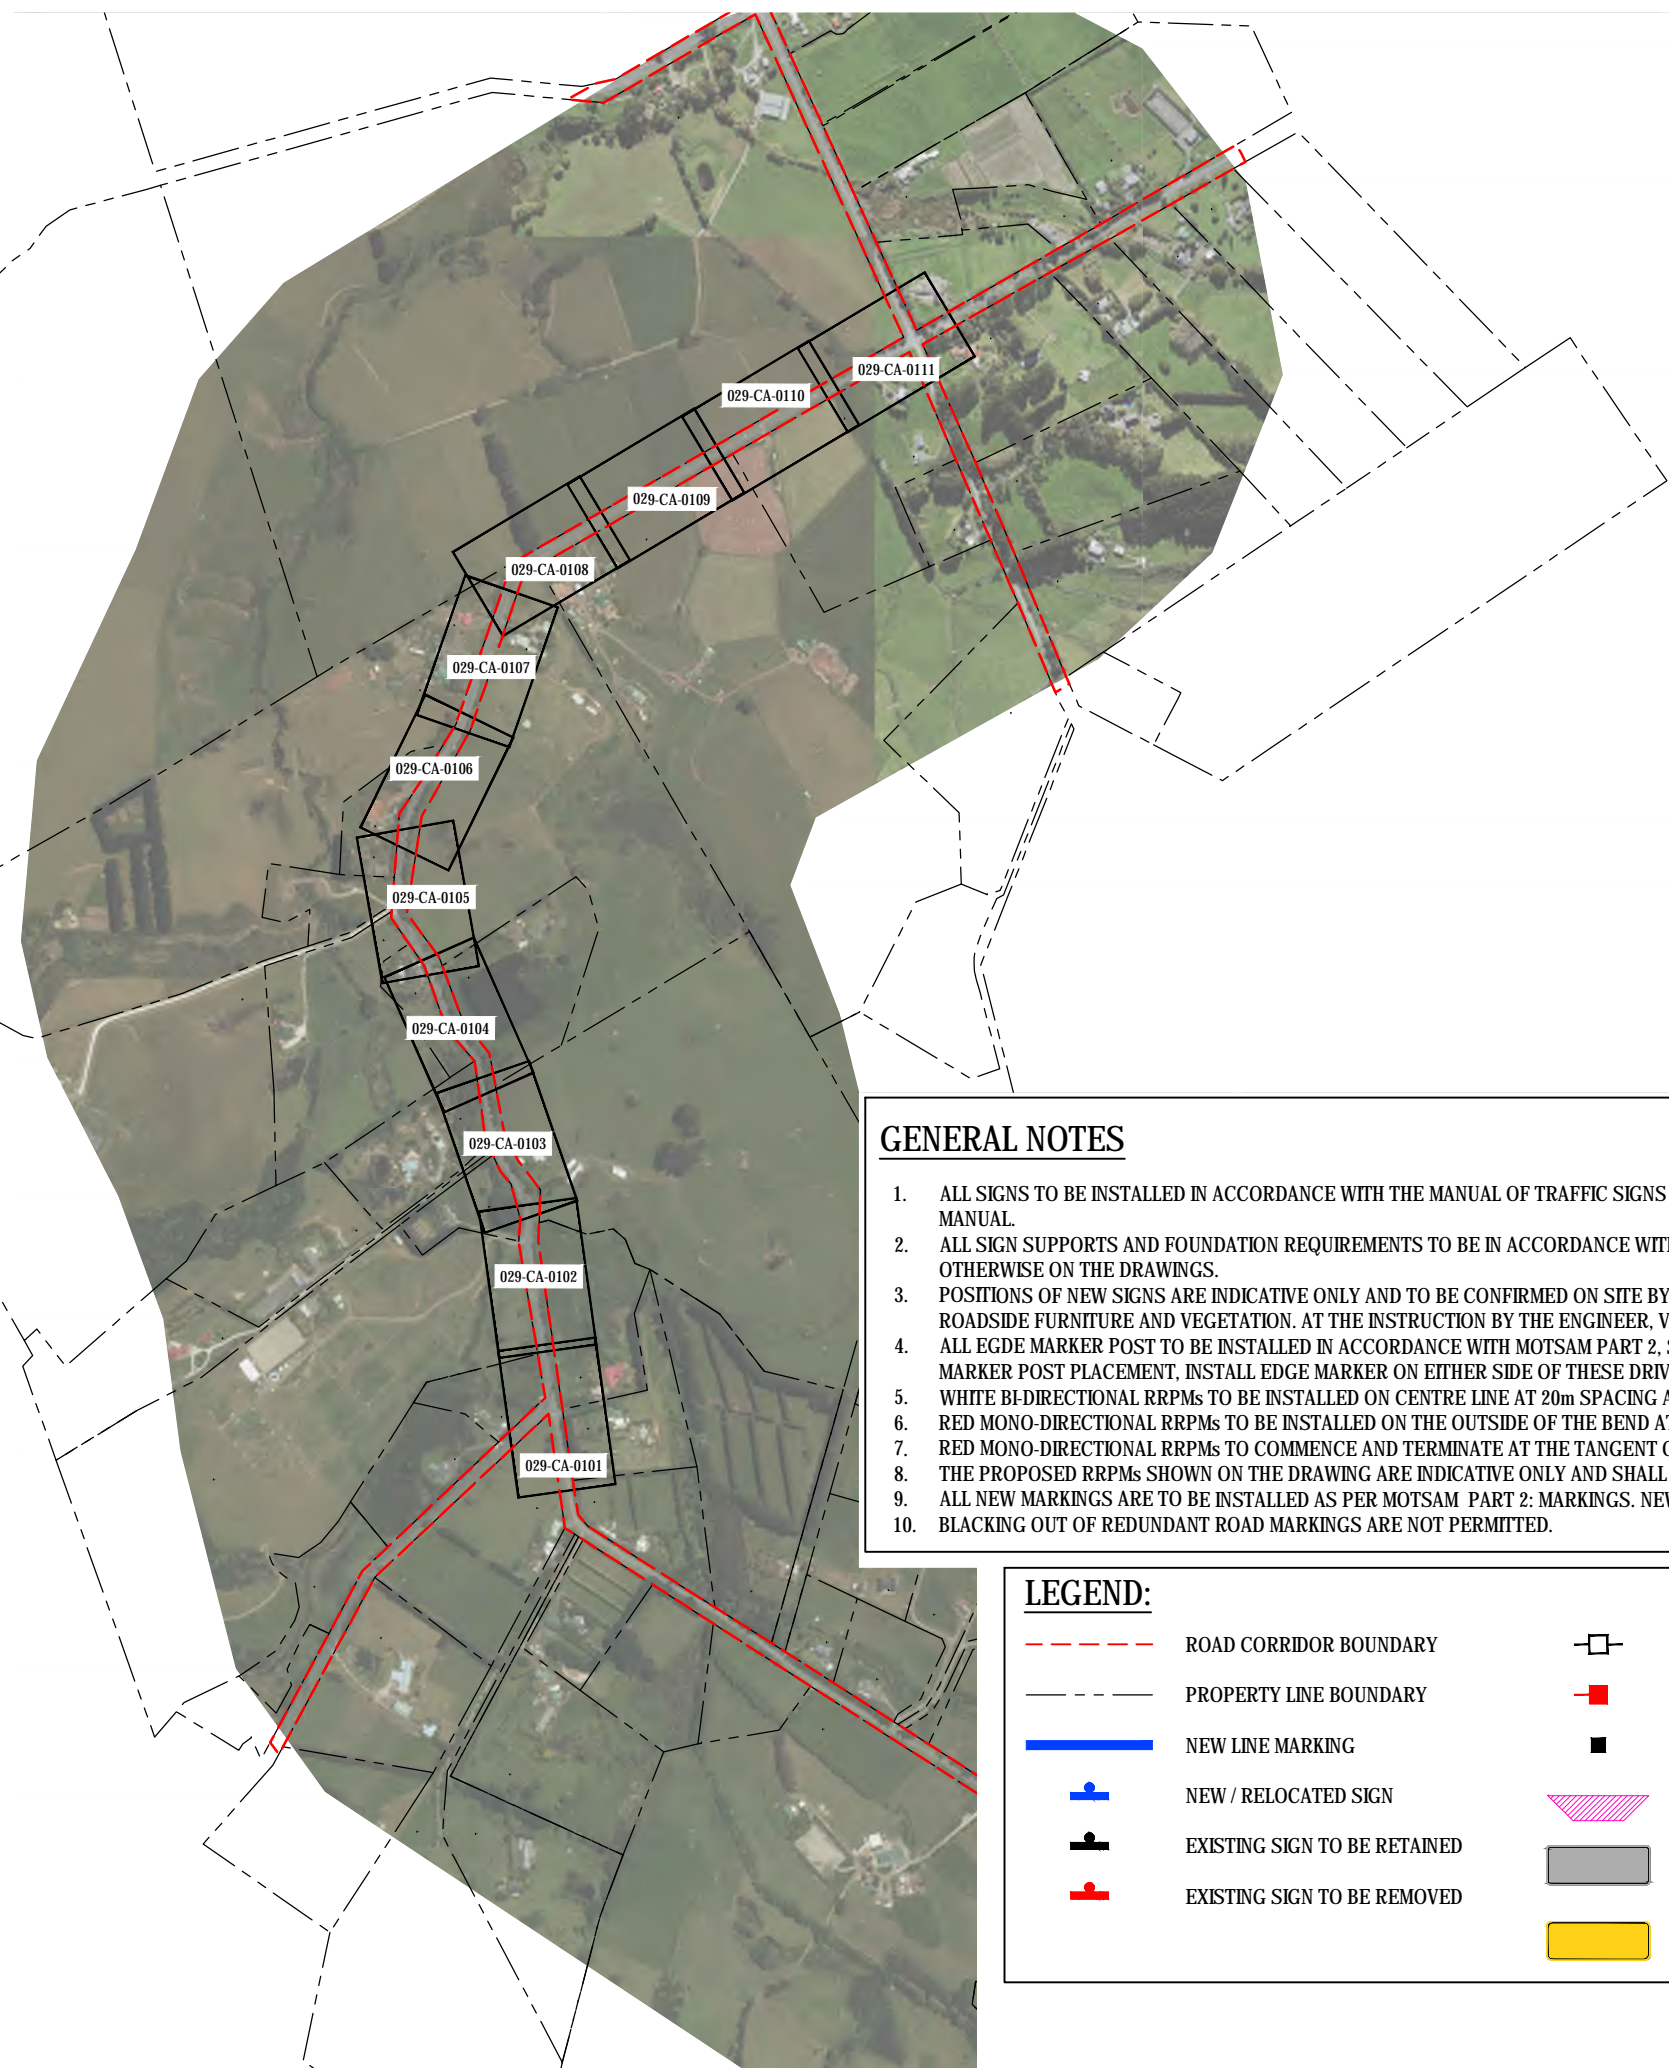 029-CA-0111
029-CA-0110
029-CA-0109
029-CA-0108
029-CA-0107
029-CA-0106
029-CA-0105
029-CA-0104
029-CA-0103
029-CA-0102
029-CA-0101
GENERAL NOTES
1. ALL SIGNS TO BE INSTALLED IN ACCORDANCE WITH THE MANUAL OF TRAFFIC SIGNS
MANUAL.
2. ALL SIGN SUPPORTS AND FOUNDATION REQUIREMENTS TO BE IN ACCORDANCE WITH
OTHERWISE ON THE DRAWINGS.
3. POSITIONS OF NEW SIGNS ARE INDICATIVE ONLY AND TO BE CONFIRMED ON SITE BY
ROADSIDE FURNITURE AND VEGETATION. AT THE INSTRUCTION BY THE ENGINEER,
4. ALL EGDE MARKER POST TO BE INSTALLED IN ACCORDANCE WITH MOTSAM PART 2,
MARKER POST PLACEMENT, INSTALL EDGE MARKER ON EITHER SIDE OF THESE
5. WHITE BI-DIRECTIONAL RRPMs TO BE INSTALLED ON CENTRE LINE AT 20m SPACING
6. RED MONO-DIRECTIONAL RRPMs TO BE INSTALLED ON THE OUTSIDE OF THE BEND
7. RED MONO-DIRECTIONAL RRPMs TO COMMENCE AND TERMINATE AT THE TANGENT
8. THE PROPOSED RRPMs SHOWN ON THE DRAWING ARE INDICATIVE ONLY AND SHALL
9. ALL NEW MARKINGS ARE TO BE INSTALLED AS PER MOTSAM PART 2: MARKINGS.
10. BLACKING OUT OF REDUNDANT ROAD MARKINGS ARE NOT PERMITTED.
LEGEND:
ROAD CORRIDOR BOUNDARY
PROPERTY LINE BOUNDARY
NEW LINE MARKING
NEW / RELOCATED SIGN
EXISTING SIGN TO BE RETAINED
EXISTING SIGN TO BE REMOVED